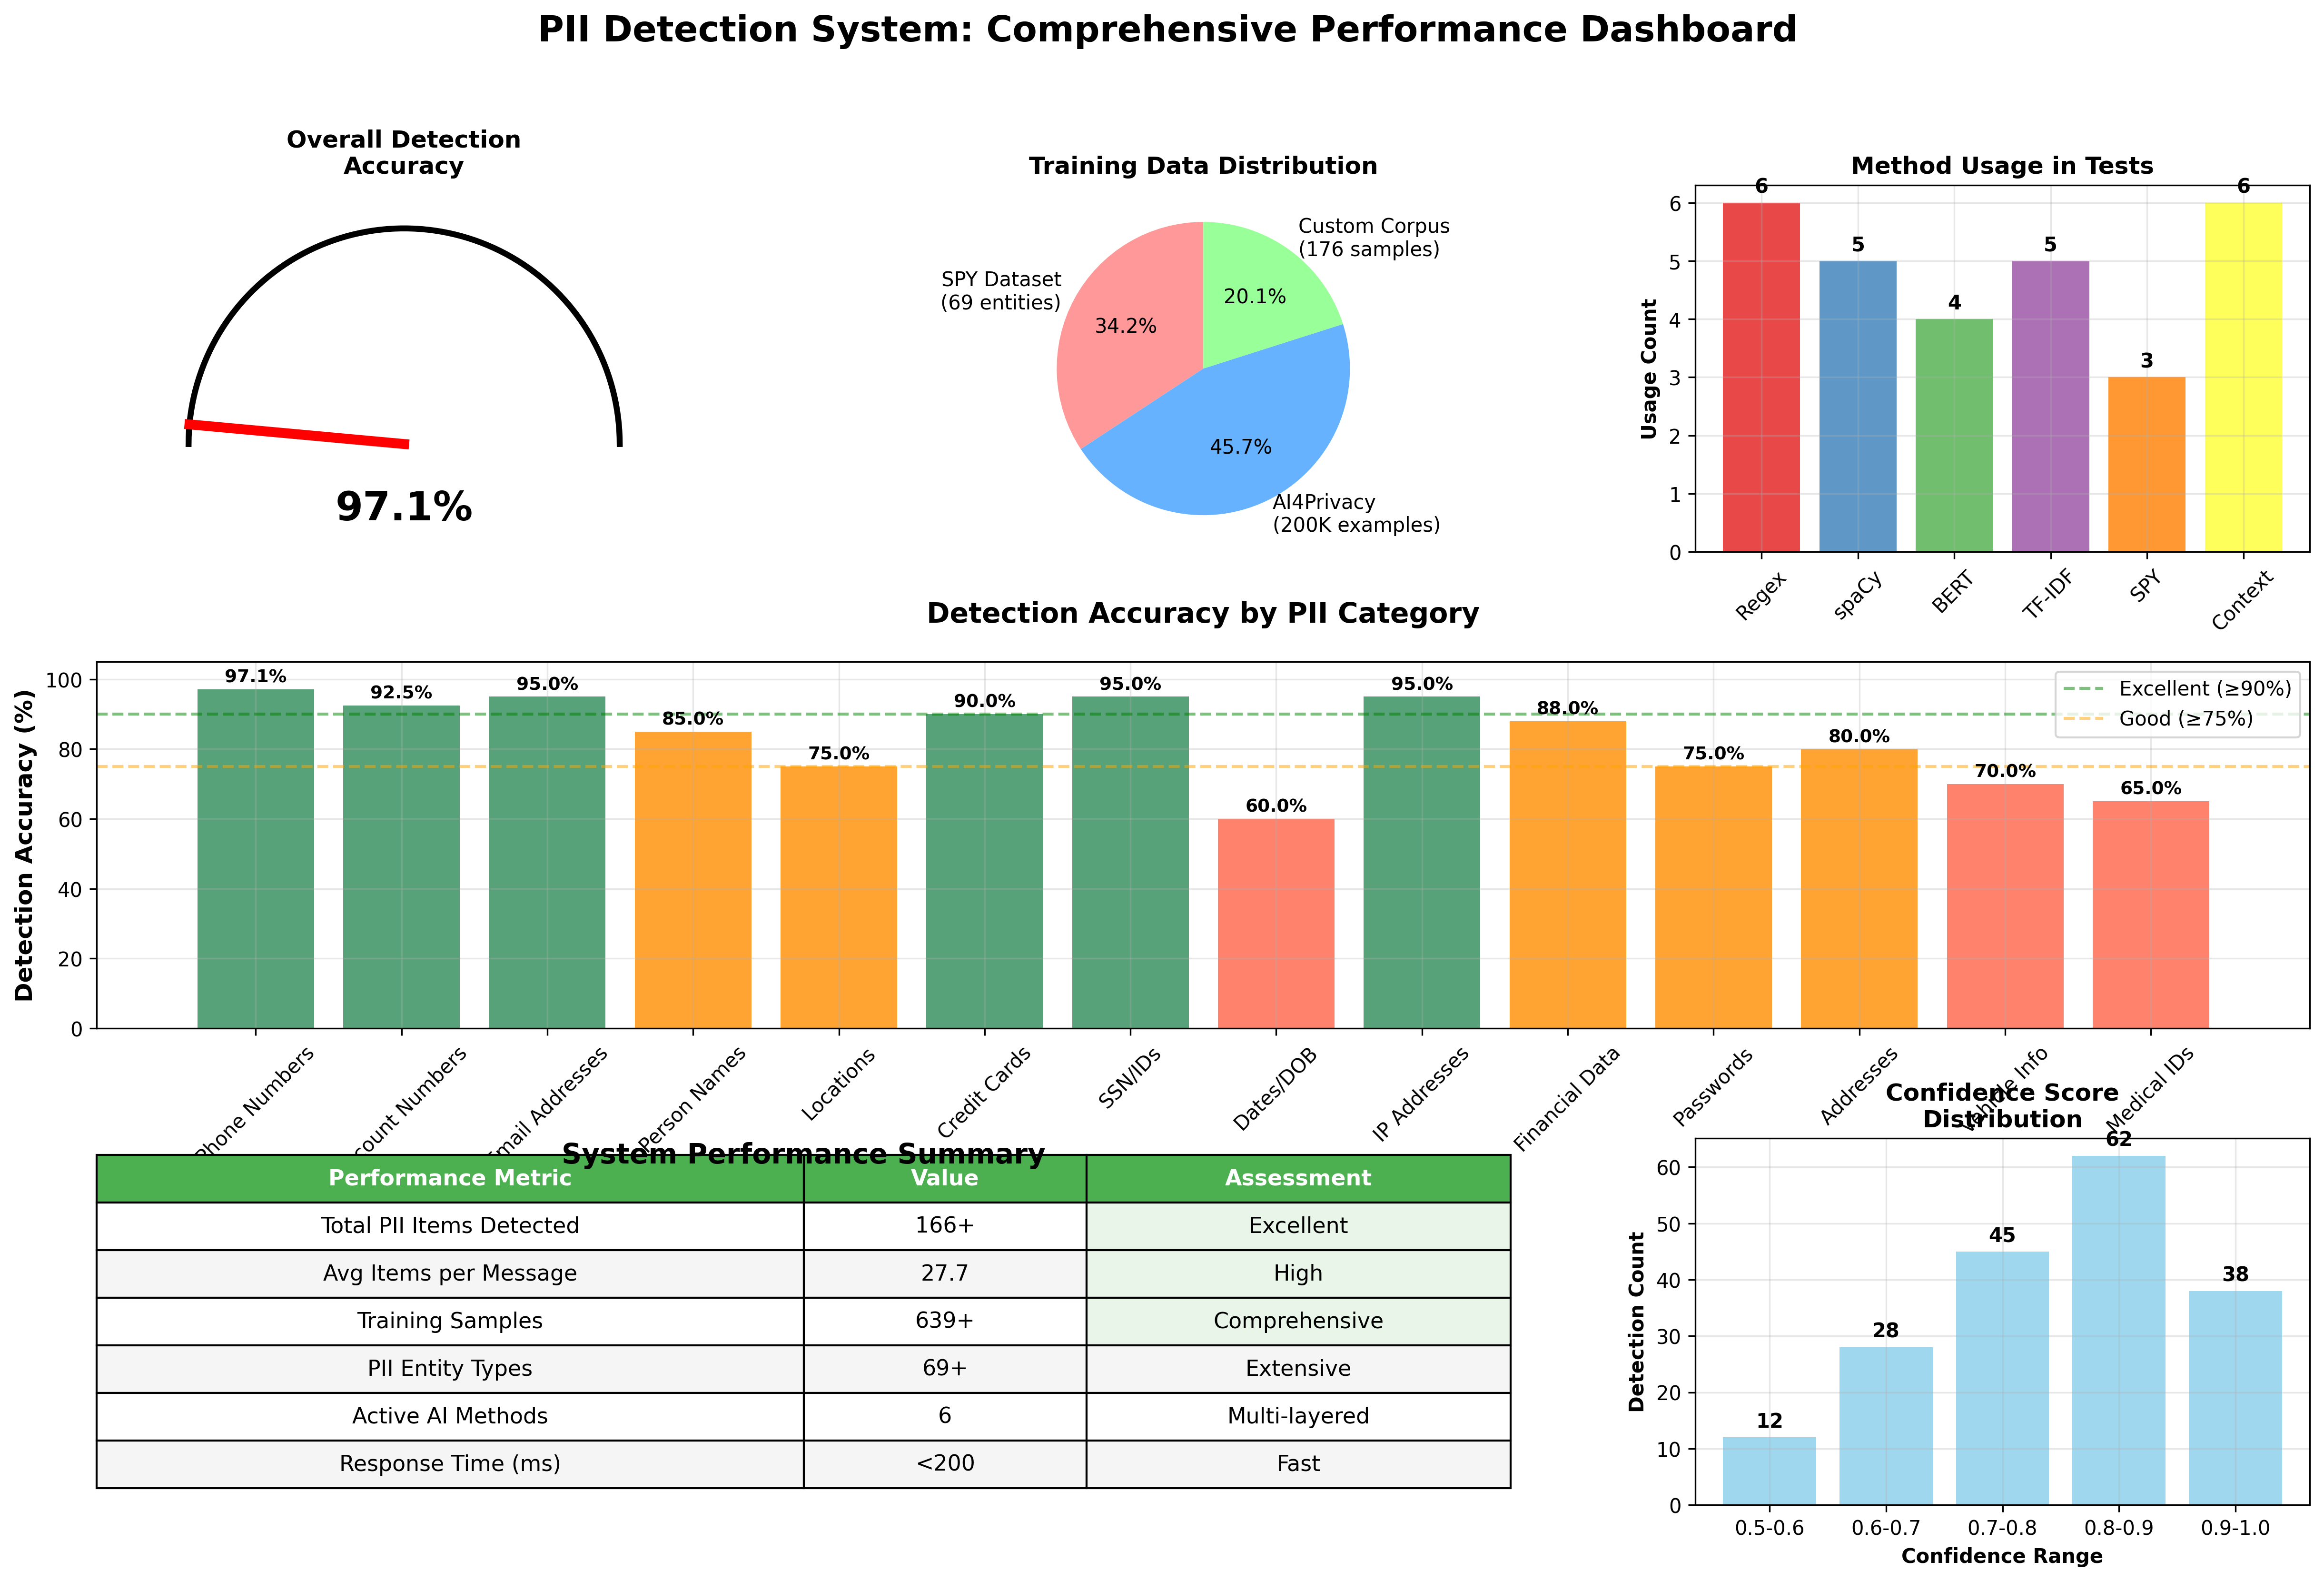 PII Detection System: Comprehensive Performance Dashboard
Overall Detection
Accuracy
97.1%
Training Data Distribution
Custom Corpus
(176 samples)
SPY Dataset
(69 entities)
20.1%
34.2%
45.7%
AI4Privacy
(200K examples)
Method Usage in Tests
Usage Count
6
5
4
3
2
1
0
6
5
4
5
3
6
Regex
spaCy
BERT
TF-IDF
SPY
Context
Detection Accuracy by PII Category
Detection Accuracy (%)
100
80
60
40
20
0
97.1%
92.5%
95.0%
85.0%
75.0%
90.0%
95.0%
60.0%
95.0%
88.0%
75.0%
80.0%
70.0%
65.0%
Excellent (≥90%)
Good (≥75%)
Phone Numbers
count Numbers
Email Addresses
Person Names
Locations
Credit Cards
SSN/IDs
Dates/DOB
IP Addresses
Financial Data
Passwords
Addresses
Vehicle Info
Medical IDs
System Performance Summary
Performance Metric Value Assessment
Total PII Items Detected 166+ Excellent
Avg Items per Message 27.7 High
Training Samples 639+ Comprehensive
PII Entity Types 69+ Extensive
Active AI Methods 6 Multi-layered
Response Time (ms) <200 Fast
Confidence Score
Distribution
Detection Count
60
50
40
30
20
10
0
12
28
45
62
38
0.5-0.6
0.6-0.7
0.7-0.8
0.8-0.9
0.9-1.0
Confidence Range